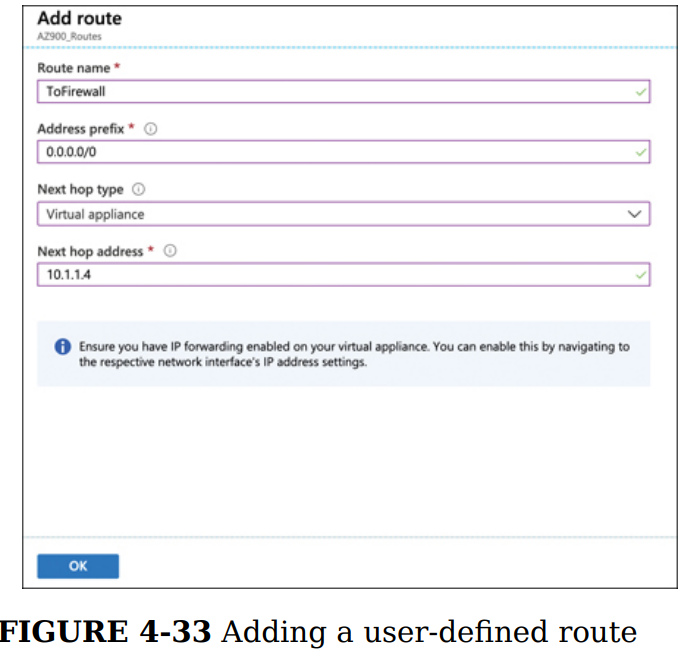 Add route
AZ900_Routes
Route name *
ToFirewall
Address prefix *
0.0.0.0/0
Next hop type
Virtual appliance
Next hop address *
10.1.1.4
Ensure you have IP forwarding enabled on your virtual appliance. You can enable this by navigating to
the respective network interface's IP address settings.
OK
FIGURE 4-33 Adding a user-defined route